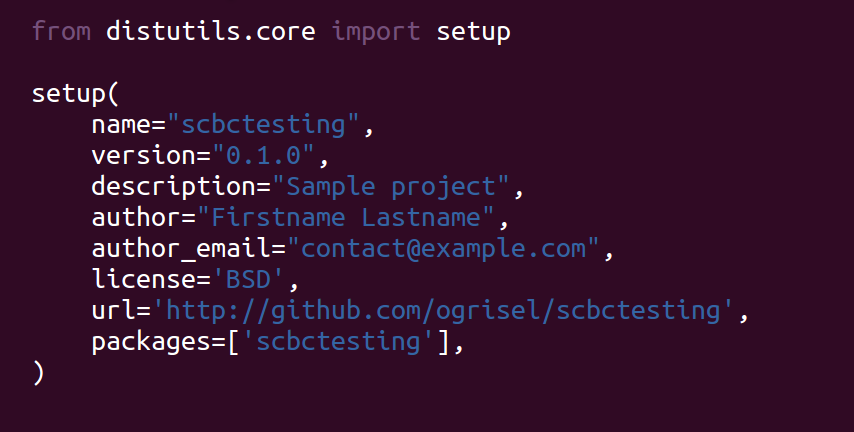 from distutils.core import setup

setup(
    name="scbctesting",
    version="0.1.0",
    description="Sample project",
    author="Firstname Lastname",
    author_email="contact@example.com",
    license='BSD',
    url='http://github.com/ogrisel/scbctesting',
    packages=['scbctesting'],
)